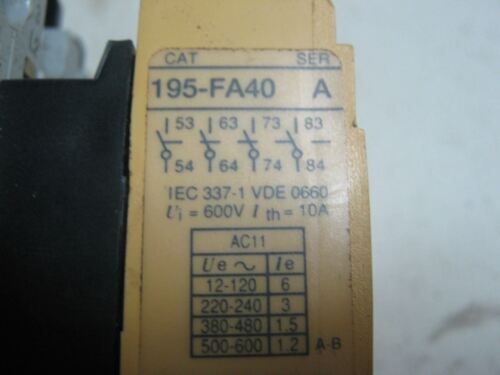 CAT SER
195-FA40 A
53 63 73 83
54 64 74 84
IEC 337-1 VDE 0660
Ui = 600V Ith = 10A
AC11
Ue ~ Ie
12-120 6
220-240 3
380-480 1.5
500-600 1.2 A-B